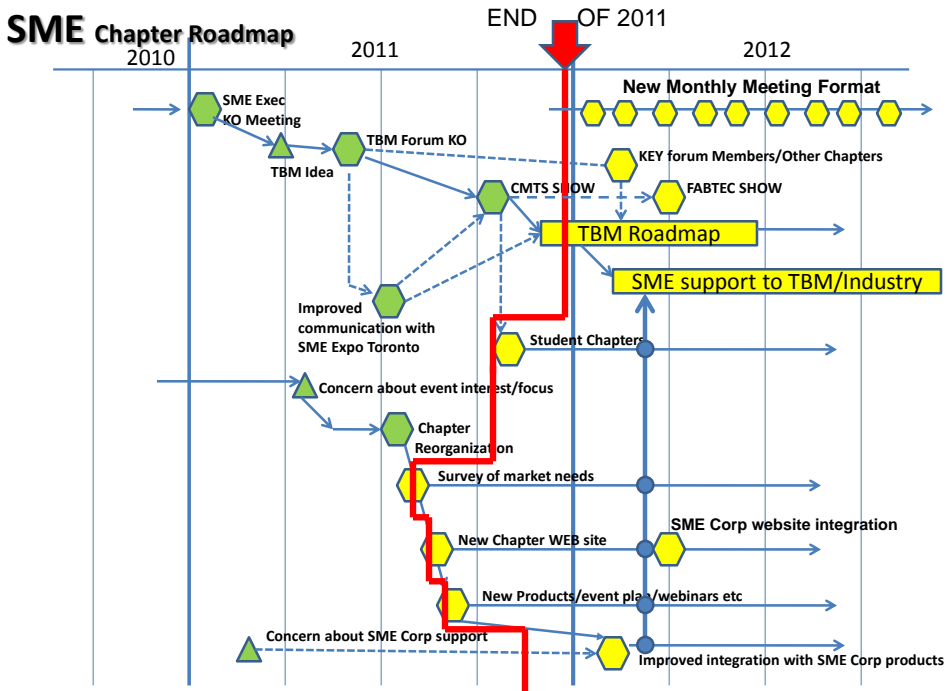 SME Chapter Roadmap
END OF 2011
2010
2011
2012
New Monthly Meeting Format
SME Exec
KO Meeting
TBM Idea
TBM Forum KO
KEY forum Members/Other Chapters
CMTS SHOW
FABTEC SHOW
TBM Roadmap
SME support to TBM/Industry
Improved
communication with
SME Expo Toronto
Student Chapters
Concern about event interest/focus
Chapter
Reorganization
Survey of market needs
SME Corp website integration
New Chapter WEB site
New Products/event plan/webinars etc
Concern about SME Corp support
Improved integration with SME Corp products